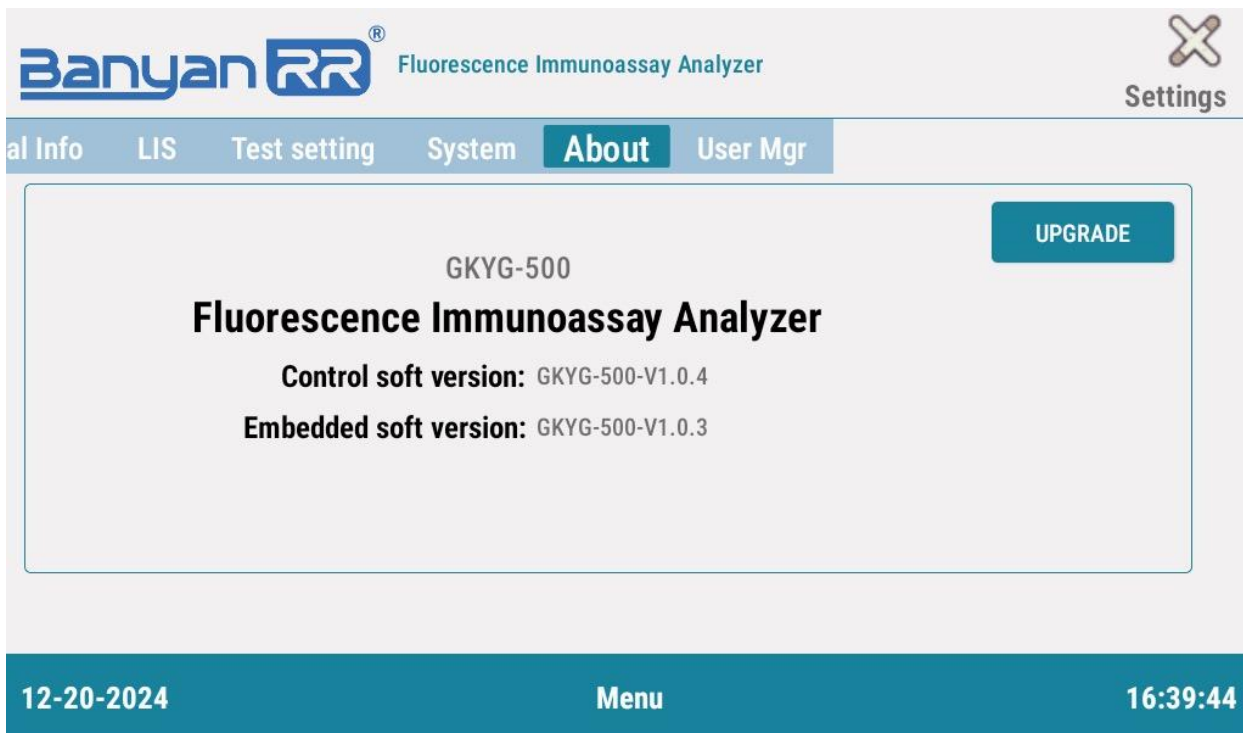 Banyan RR® Fluorescence Immunoassay Analyzer
Settings
al Info LIS Test setting System About User Mgr
UPGRADE
GKYG-500
Fluorescence Immunoassay Analyzer
Control soft version: GKYG-500-V1.0.4
Embedded soft version: GKYG-500-V1.0.3
12-20-2024 Menu 16:39:44